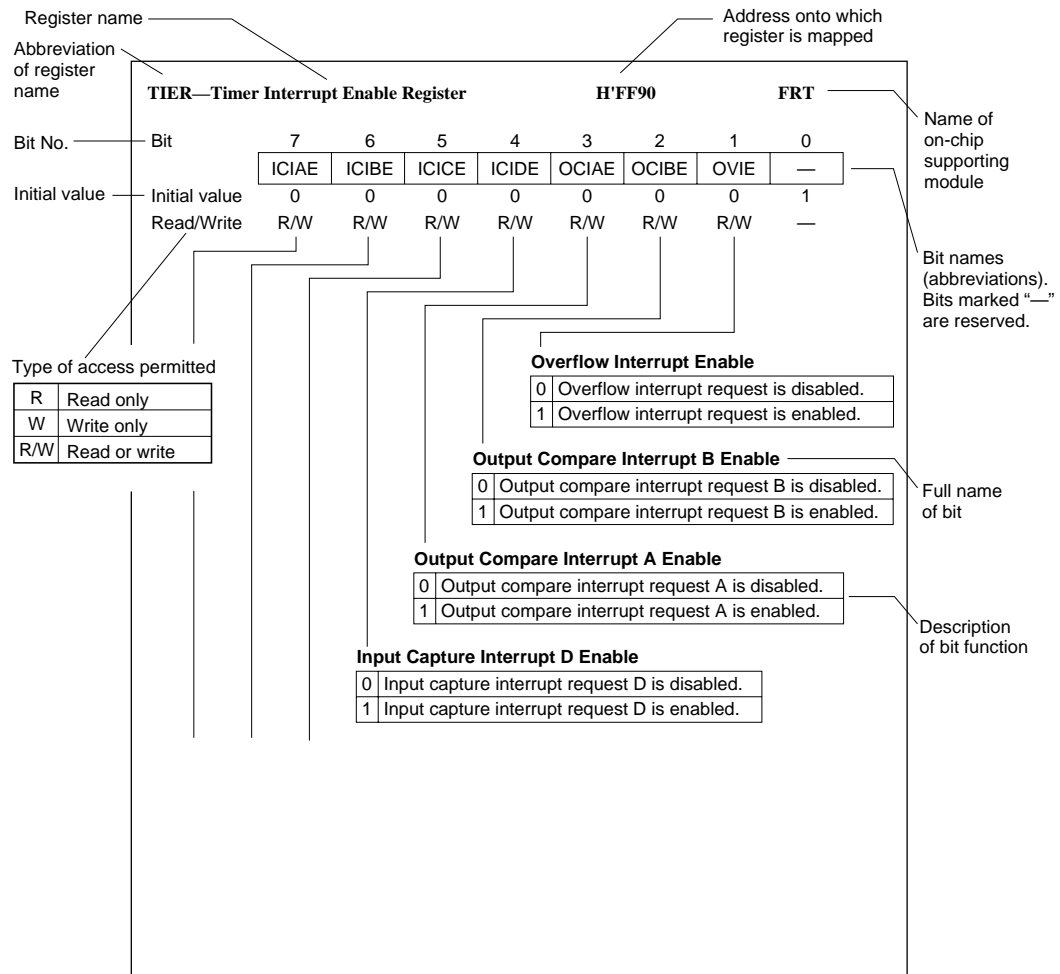 Register name
Address onto which
register is mapped
Abbreviation
of register
name
TIER—Timer Interrupt Enable Register H'FF90 FRT
Name of
on-chip
supporting
module
Bit No.
Bit 7 6 5 4 3 2 1 0
ICIAE ICIBE ICICE ICIDE OCIAE OCIBE OVIE —
Initial value
Initial value 0 0 0 0 0 0 0 1
Read/Write R/W R/W R/W R/W R/W R/W R/W —
Bit names
(abbreviations).
Bits marked “—”
are reserved.
Type of access permitted
R Read only
W Write only
R/W Read or write
Overflow Interrupt Enable
0 Overflow interrupt request is disabled.
1 Overflow interrupt request is enabled.
Output Compare Interrupt B Enable
0 Output compare interrupt request B is disabled.
1 Output compare interrupt request B is enabled.
Full name
of bit
Output Compare Interrupt A Enable
0 Output compare interrupt request A is disabled.
1 Output compare interrupt request A is enabled.
Description
of bit function
Input Capture Interrupt D Enable
0 Input capture interrupt request D is disabled.
1 Input capture interrupt request D is enabled.